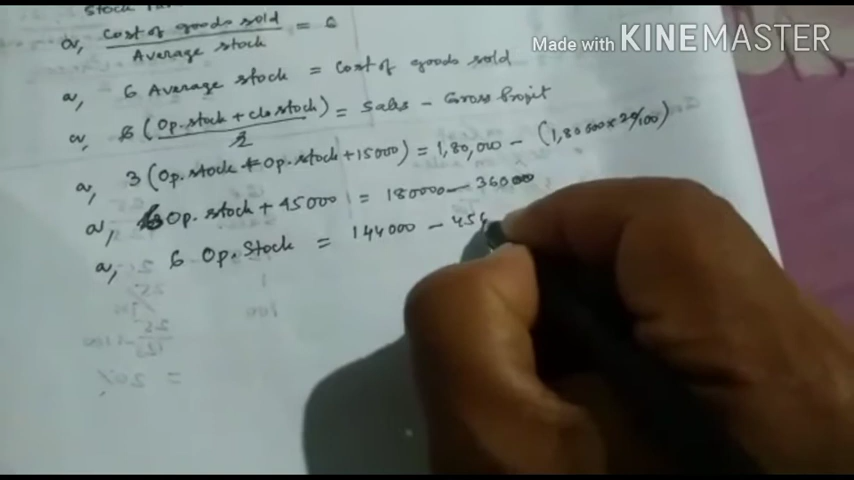 Made with KINEMASTER
Stock
or, Cost of goods sold / Average stock = 6
or, 6 Average stock = Cost of goods sold
or, 6 (Op. stock + clo stock) / 2 = Sales - Gross Profit
or, 3 (Op. stock + Op. stock + 15000) = 1,80,000 - (1,80,000 x 20/100)
or, 6 Op. stock + 45000 = 180000 - 36000
or, 6 Op. Stock = 144000 - 450